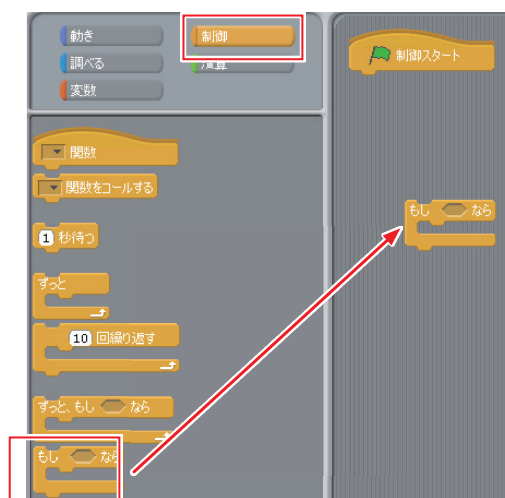 動き
制御
調べる
演算
変数
関数
関数をコールする
1 秒待つ
ずっと
10 回繰り返す
ずっと、もし なら
もし なら
制御スタート
もし なら